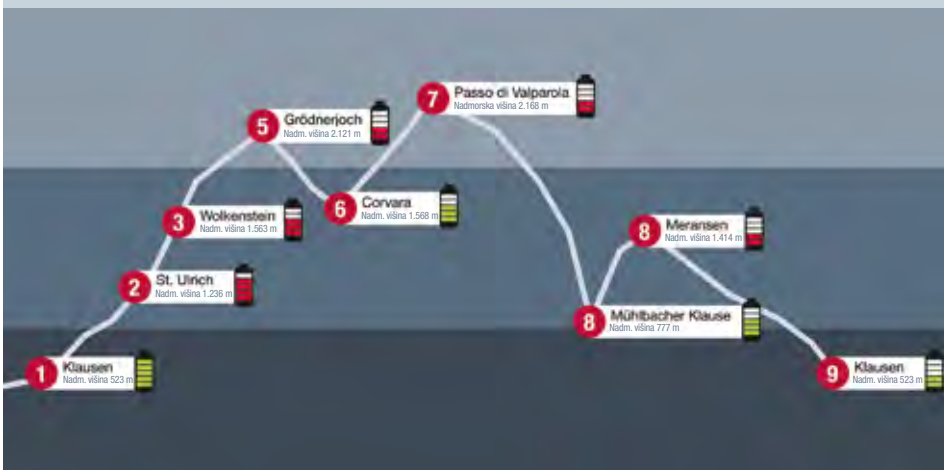 5
Grödnerjoch
Nadm. višina 2.121 m
7
Passo di Valparola
Nadmorska višina 2.168 m
3
Wolkenstein
Nadm. višina 1.563 m
6
Corvara
Nadm. višina 1.568 m
8
Meransen
Nadm. višina 1.414 m
2
St. Ulrich
Nadm. višina 1.236 m
8
Mühlbacher Klause
Nadm. višina 777 m
1
Klausen
Nadm. višina 523 m
9
Klausen
Nadm. višina 523 m